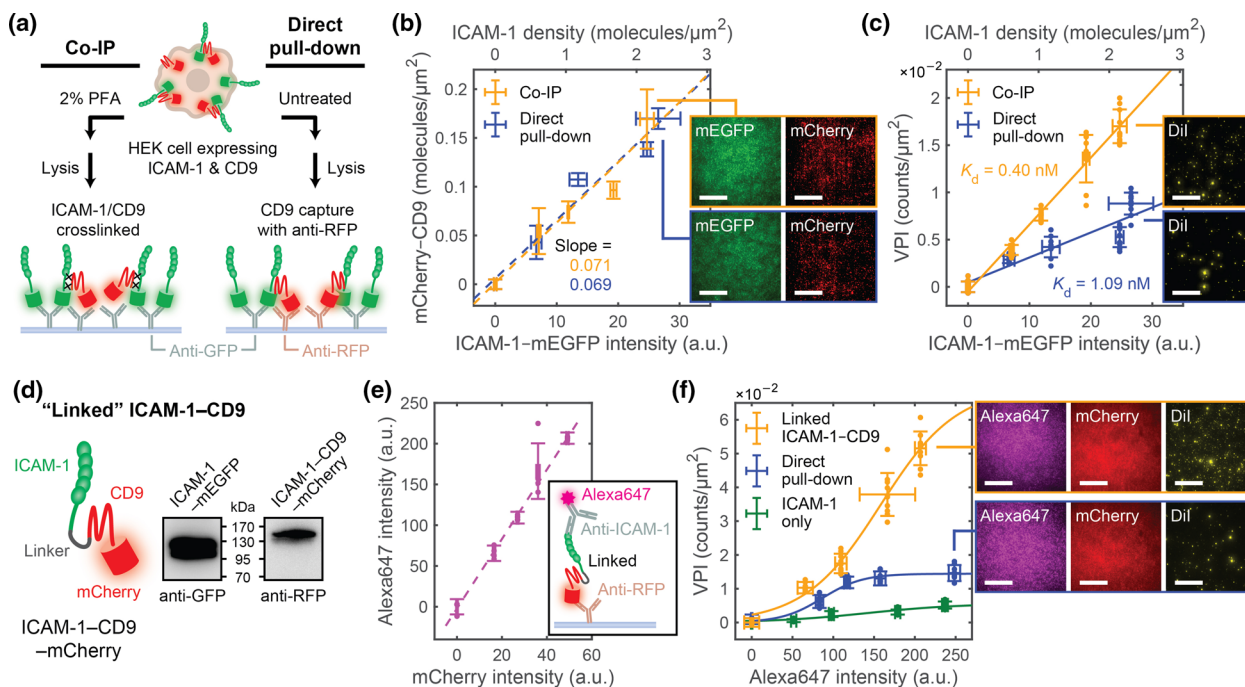 (a)
Co-IP
Direct
pull-down
2% PFA
Untreated
HEK cell expressing
ICAM-1 & CD9
Lysis
Lysis
ICAM-1/CD9
crosslinked
CD9 capture
with anti-RFP
Anti-GFP
Anti-RFP
(b)
ICAM-1 density (molecules/µm²)
0 1 2 3
mCherry–CD9 (molecules/µm²)
0.2
0.15
0.1
0.05
0
Co-IP
Direct
pull-down
Slope =
0.071
0.069
0 10 20 30
ICAM-1–mEGFP intensity (a.u.)
mEGFP
mCherry
mEGFP
mCherry
(c)
ICAM-1 density (molecules/µm²)
0 1 2 3
×10⁻²
VPI (counts/µm²)
2
1.5
1
0.5
0
Co-IP
Direct
pull-down
Kd = 0.40 nM
Kd = 1.09 nM
0 10 20 30
ICAM-1–mEGFP intensity (a.u.)
DiI
DiI
(d)
"Linked" ICAM-1–CD9
ICAM-1
CD9
Linker
mCherry
ICAM-1–CD9
–mCherry
ICAM-1
–mEGFP
kDa
170
130
95
70
ICAM-1–CD9
–mCherry
anti-GFP
anti-RFP
(e)
Alexa647 intensity (a.u.)
250
200
150
100
50
0
0 20 40 60
mCherry intensity (a.u.)
Alexa647
Anti-ICAM-1
Linked
Anti-RFP
(f)
×10⁻²
VPI (counts/µm²)
6
5
4
3
2
1
0
Linked
ICAM-1–CD9
Direct
pull-down
ICAM-1
only
0 50 100 150 200 250
Alexa647 intensity (a.u.)
Alexa647
mCherry
DiI
Alexa647
mCherry
DiI